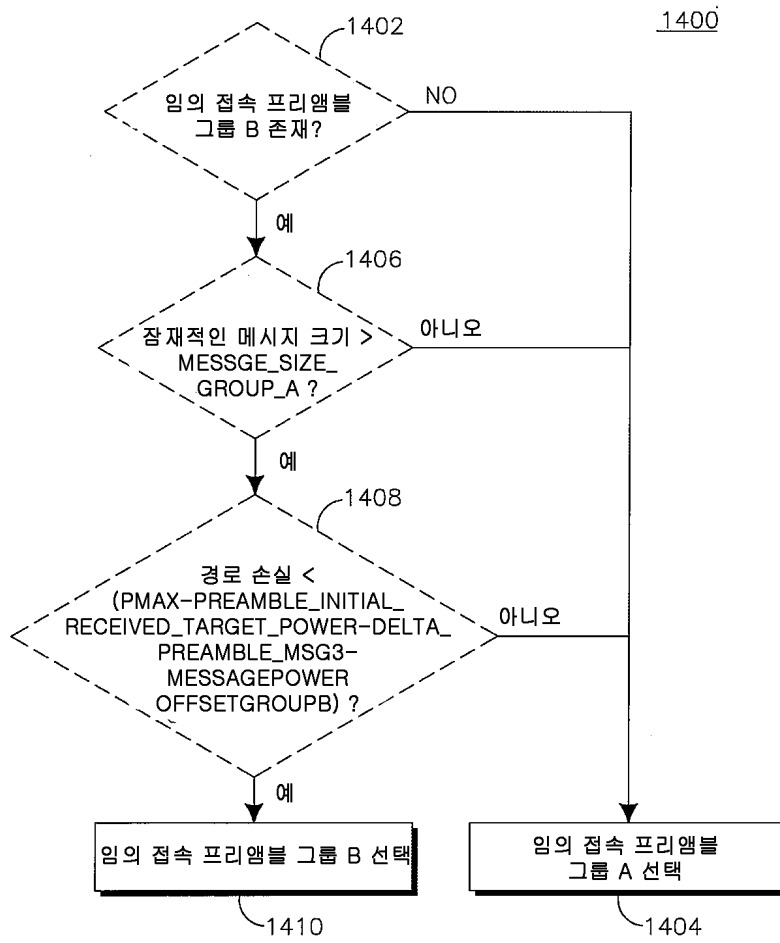 1400
1402
임의 접속 프리앰블
그룹 B 존재?
NO
예
1406
잠재적인 메시지 크기 >
MESSGE_SIZE_
GROUP_A ?
아니오
예
1408
경로 손실 <
(PMAX-PREAMBLE_INITIAL_
RECEIVED_TARGET_POWER-DELTA_
PREAMBLE_MSG3-
MESSAGEPOWER
OFFSETGROUPB) ?
아니오
예
임의 접속 프리앰블 그룹 B 선택
임의 접속 프리앰블
그룹 A 선택
1410
1404